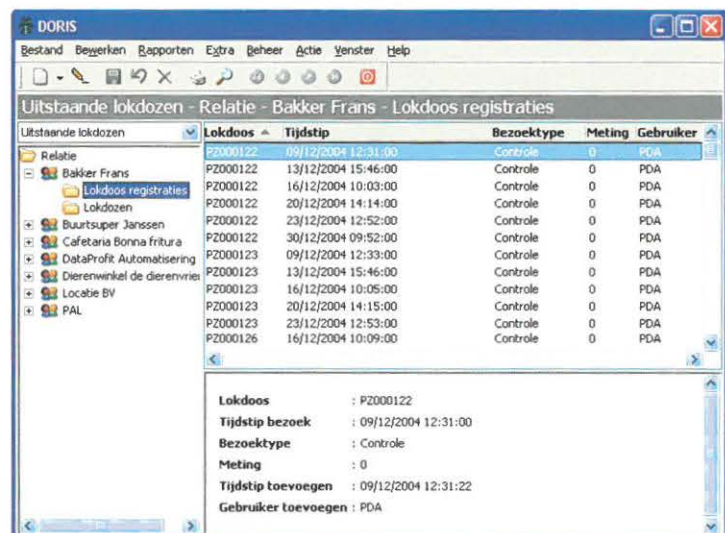 DORIS
Bestand Bewerken Rapporten Extra Beheer Actie Venster Help
Uitstaande lokdozen - Relatie - Bakker Frans - Lokdoos registraties
Uitstaande lokdozen
Relatie
Bakker Frans
Lokdoos registraties
Lokdozen
Buurtsuper Janssen
Cafetaria Bonna fritura
DataProfit Automatisering
Dierenwinkel de dierenvrie
Locatie BV
PAL
Lokdoos Tijdstip Bezoektype Meting Gebruiker
PZ000122 09/12/2004 12:31:00 Controle 0 PDA
PZ000122 13/12/2004 15:46:00 Controle 0 PDA
PZ000122 16/12/2004 10:03:00 Controle 0 PDA
PZ000122 20/12/2004 14:14:00 Controle 0 PDA
PZ000122 23/12/2004 12:52:00 Controle 0 PDA
PZ000122 30/12/2004 09:52:00 Controle 0 PDA
PZ000123 09/12/2004 12:33:00 Controle 0 PDA
PZ000123 13/12/2004 15:46:00 Controle 0 PDA
PZ000123 16/12/2004 10:05:00 Controle 0 PDA
PZ000123 20/12/2004 14:15:00 Controle 0 PDA
PZ000123 23/12/2004 12:53:00 Controle 0 PDA
PZ000126 16/12/2004 10:09:00 Controle 0 PDA
Lokdoos : PZ000122
Tijdstip bezoek : 09/12/2004 12:31:00
Bezoektype : Controle
Meting : 0
Tijdstip toevoegen : 09/12/2004 12:31:22
Gebruiker toevoegen : PDA